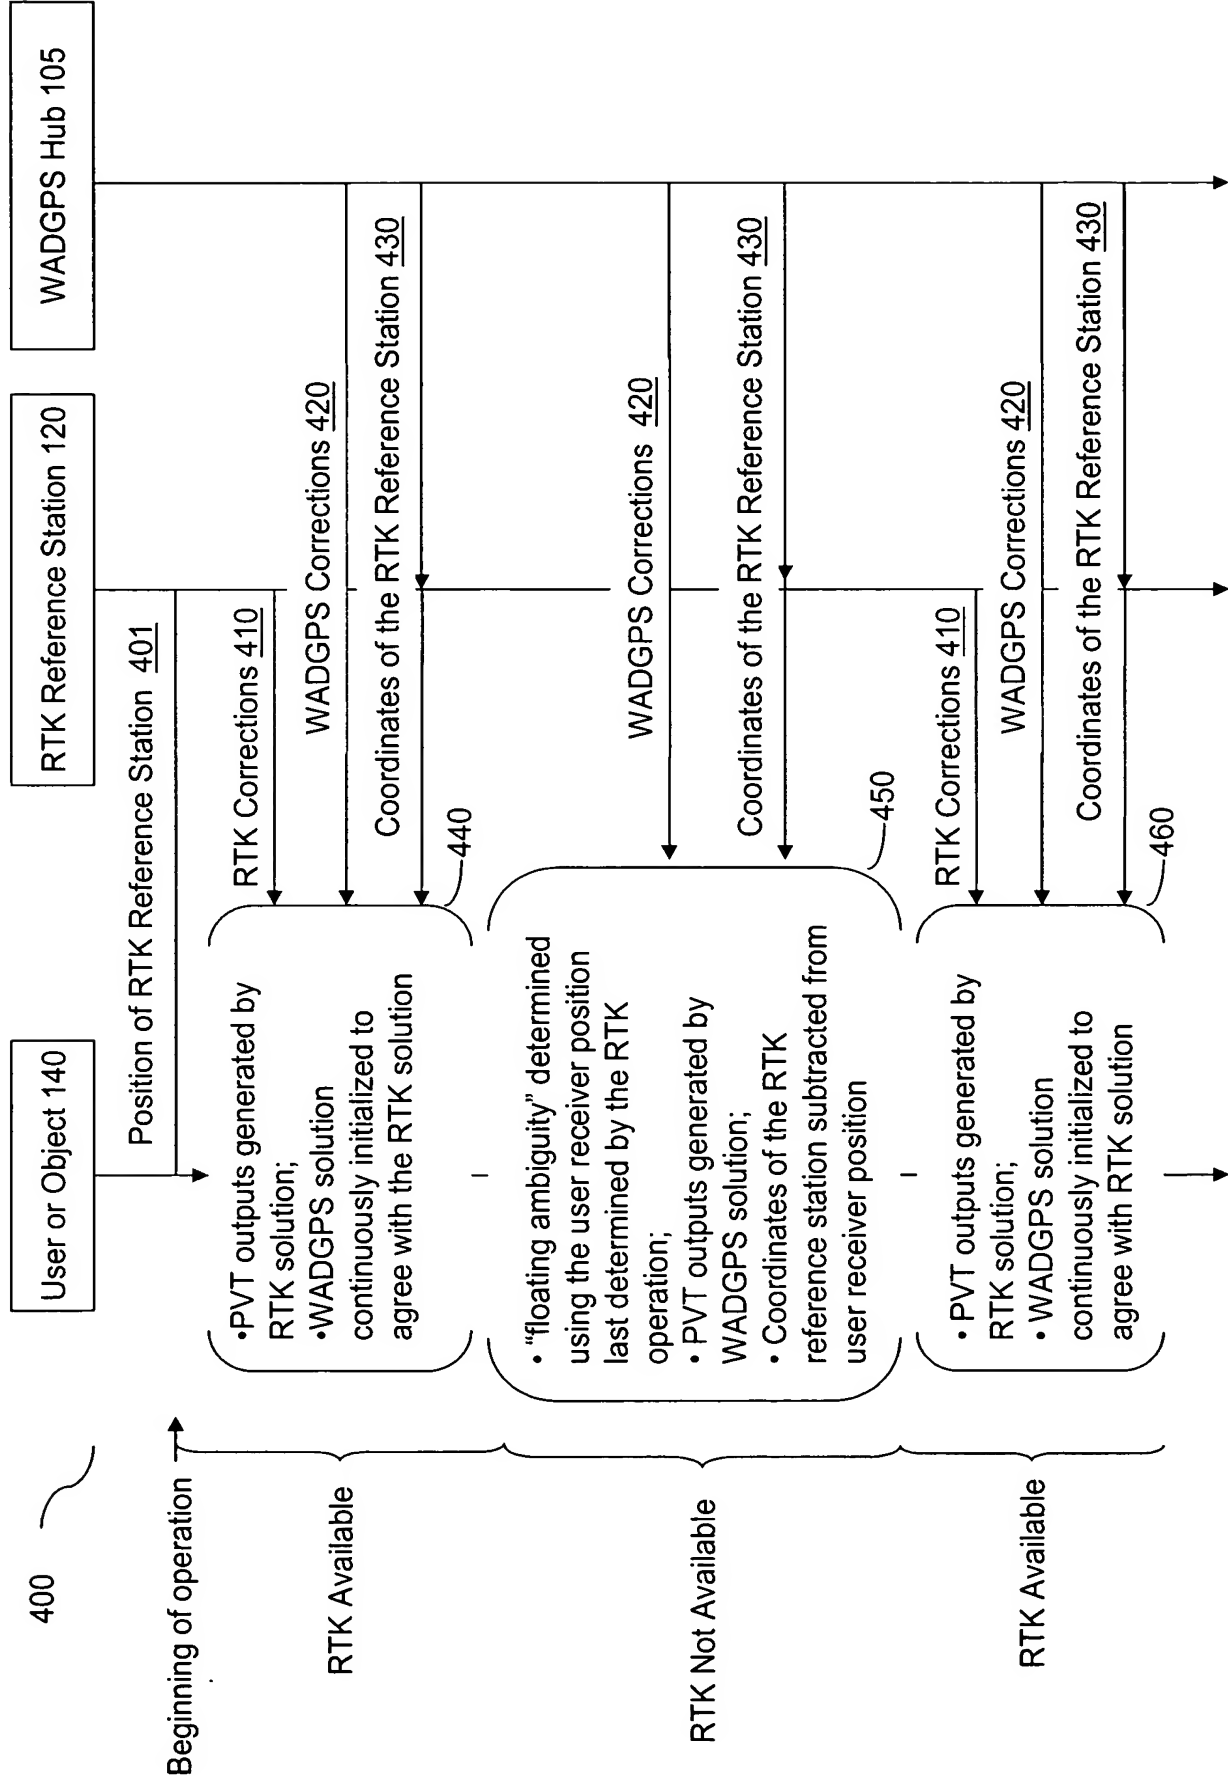 400
User or Object 140
RTK Reference Station 120
WADGPS Hub 105
Beginning of operation
Position of RTK Reference Station 401
RTK Available
•PVT outputs generated by
RTK solution;
•WADGPS solution
continuously initialized to
agree with the RTK solution
RTK Corrections 410
WADGPS Corrections 420
Coordinates of the RTK Reference Station 430
440
RTK Not Available
• “floating ambiguity” determined
using the user receiver position
last determined by the RTK
operation;
• PVT outputs generated by
WADGPS solution;
• Coordinates of the RTK
reference station subtracted from
user receiver position
WADGPS Corrections 420
Coordinates of the RTK Reference Station 430
450
RTK Available
• PVT outputs generated by
RTK solution;
• WADGPS solution
continuously initialized to
agree with RTK solution
RTK Corrections 410
WADGPS Corrections 420
Coordinates of the RTK Reference Station 430
460